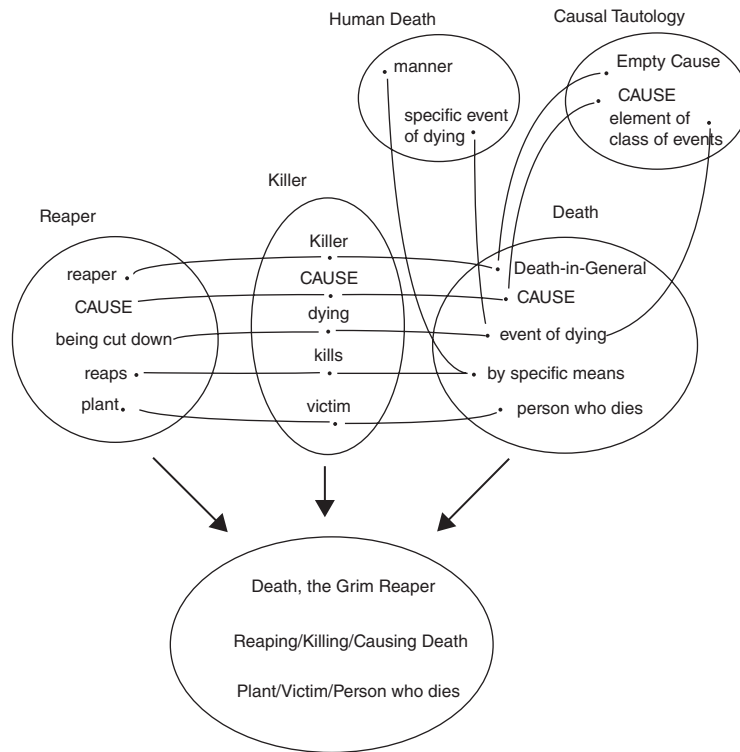 Human Death
Causal Tautology
manner
specific event
of dying
Empty Cause
CAUSE
element of
class of events
Killer
Reaper
Death
reaper
CAUSE
being cut down
reaps
plant
Killer
CAUSE
dying
kills
victim
Death-in-General
CAUSE
event of dying
by specific means
person who dies
Death, the Grim Reaper
Reaping/Killing/Causing Death
Plant/Victim/Person who dies